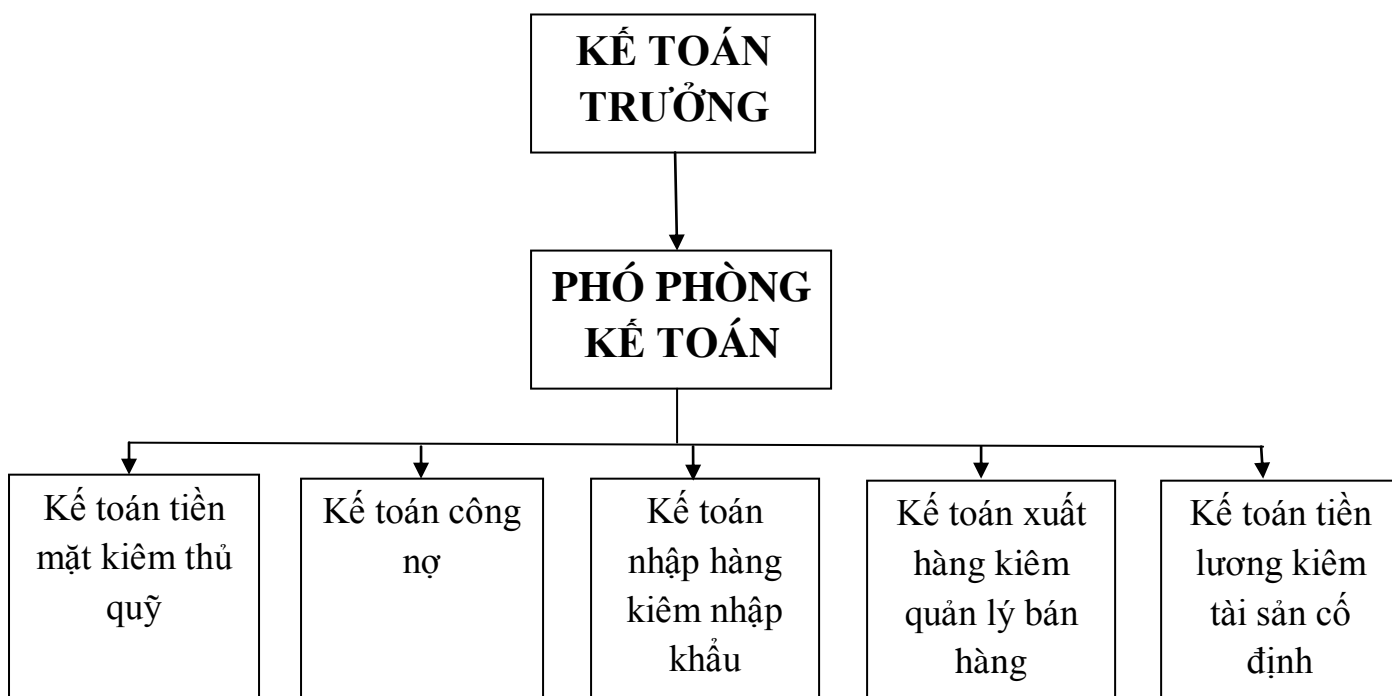 KẾ TOÁN
TRƯỞNG
PHÓ PHÒNG
KẾ TOÁN
Kế toán tiền
mặt kiêm thủ
quỹ
Kế toán công
nợ
Kế toán
nhập hàng
kiêm nhập
khẩu
Kế toán xuất
hàng kiêm
quản lý bán
hàng
Kế toán tiền
lương kiêm
tài sản cố
định